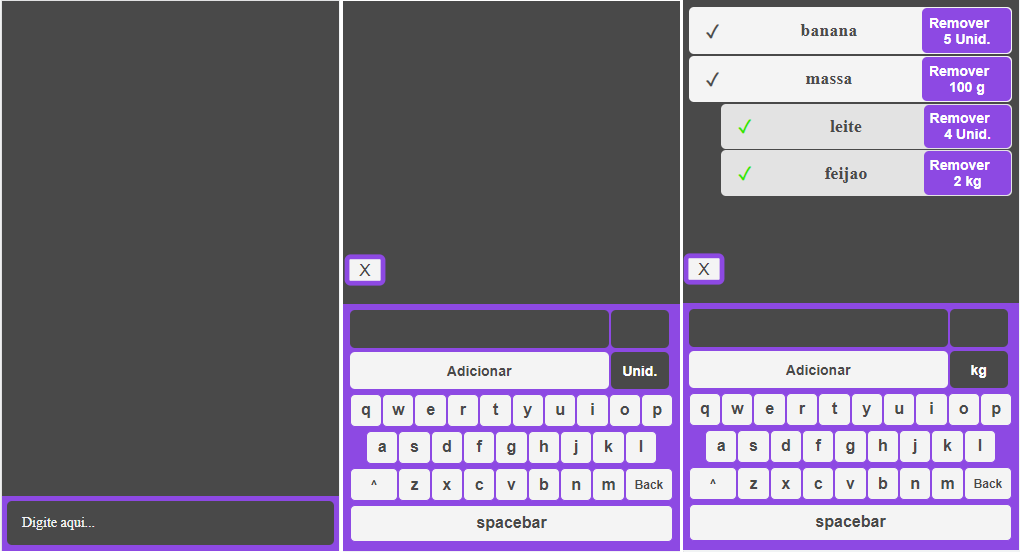 Digite aqui...
X
Adicionar
Unid.
q w e r t y u i o p
a s d f g h j k l
^ z x c v b n m Back
spacebar
✓ banana Remover
5 Unid.
✓ massa Remover
100 g
✓ leite Remover
4 Unid.
✓ feijao Remover
2 kg
X
Adicionar
kg
q w e r t y u i o p
a s d f g h j k l
^ z x c v b n m Back
spacebar